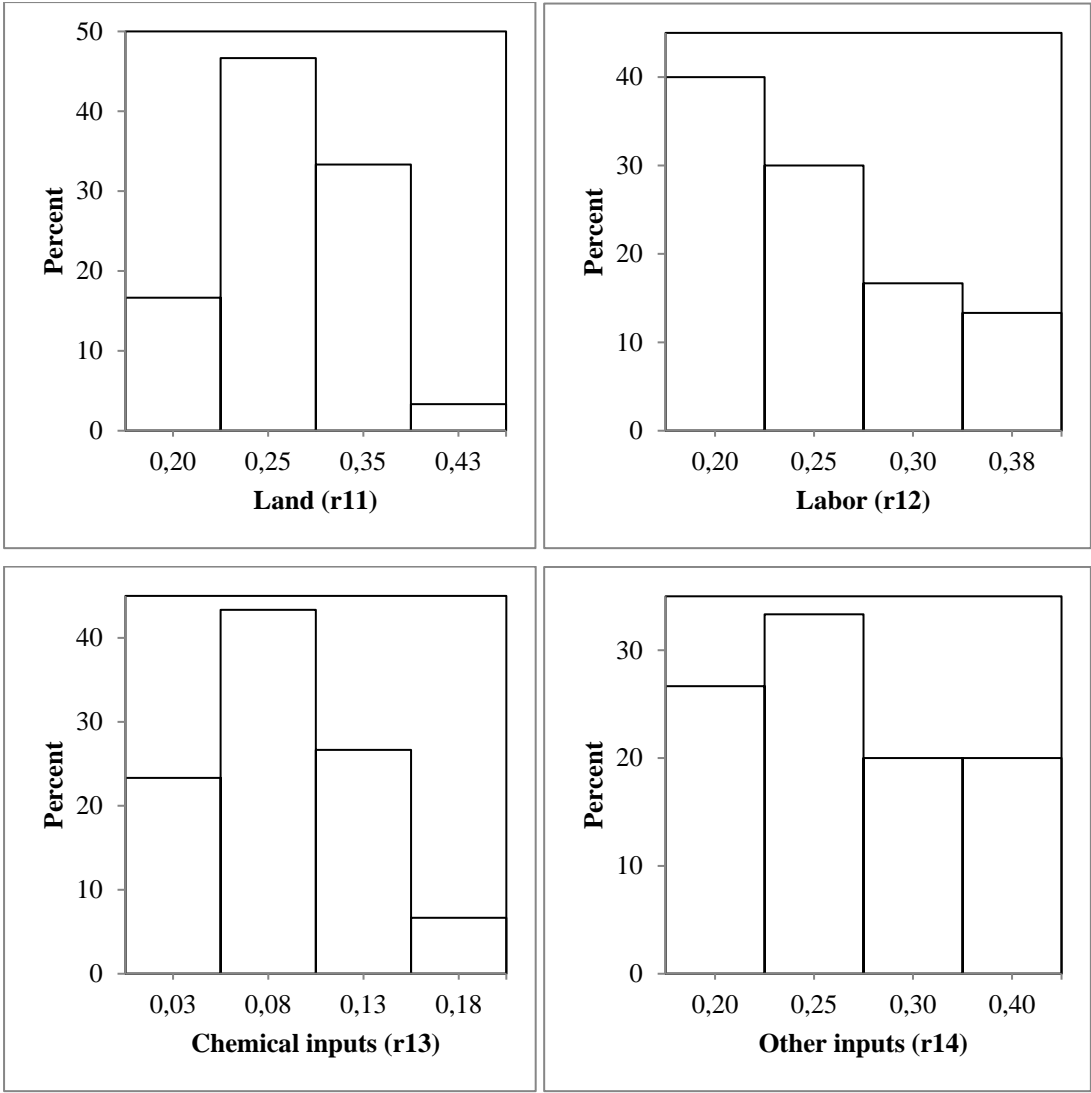 50
40
30
20
10
0
Percent
0,20 0,25 0,35 0,43
Land (r11)
40
30
20
10
0
Percent
0,20 0,25 0,30 0,38
Labor (r12)
40
30
20
10
0
Percent
0,03 0,08 0,13 0,18
Chemical inputs (r13)
30
20
10
0
Percent
0,20 0,25 0,30 0,40
Other inputs (r14)